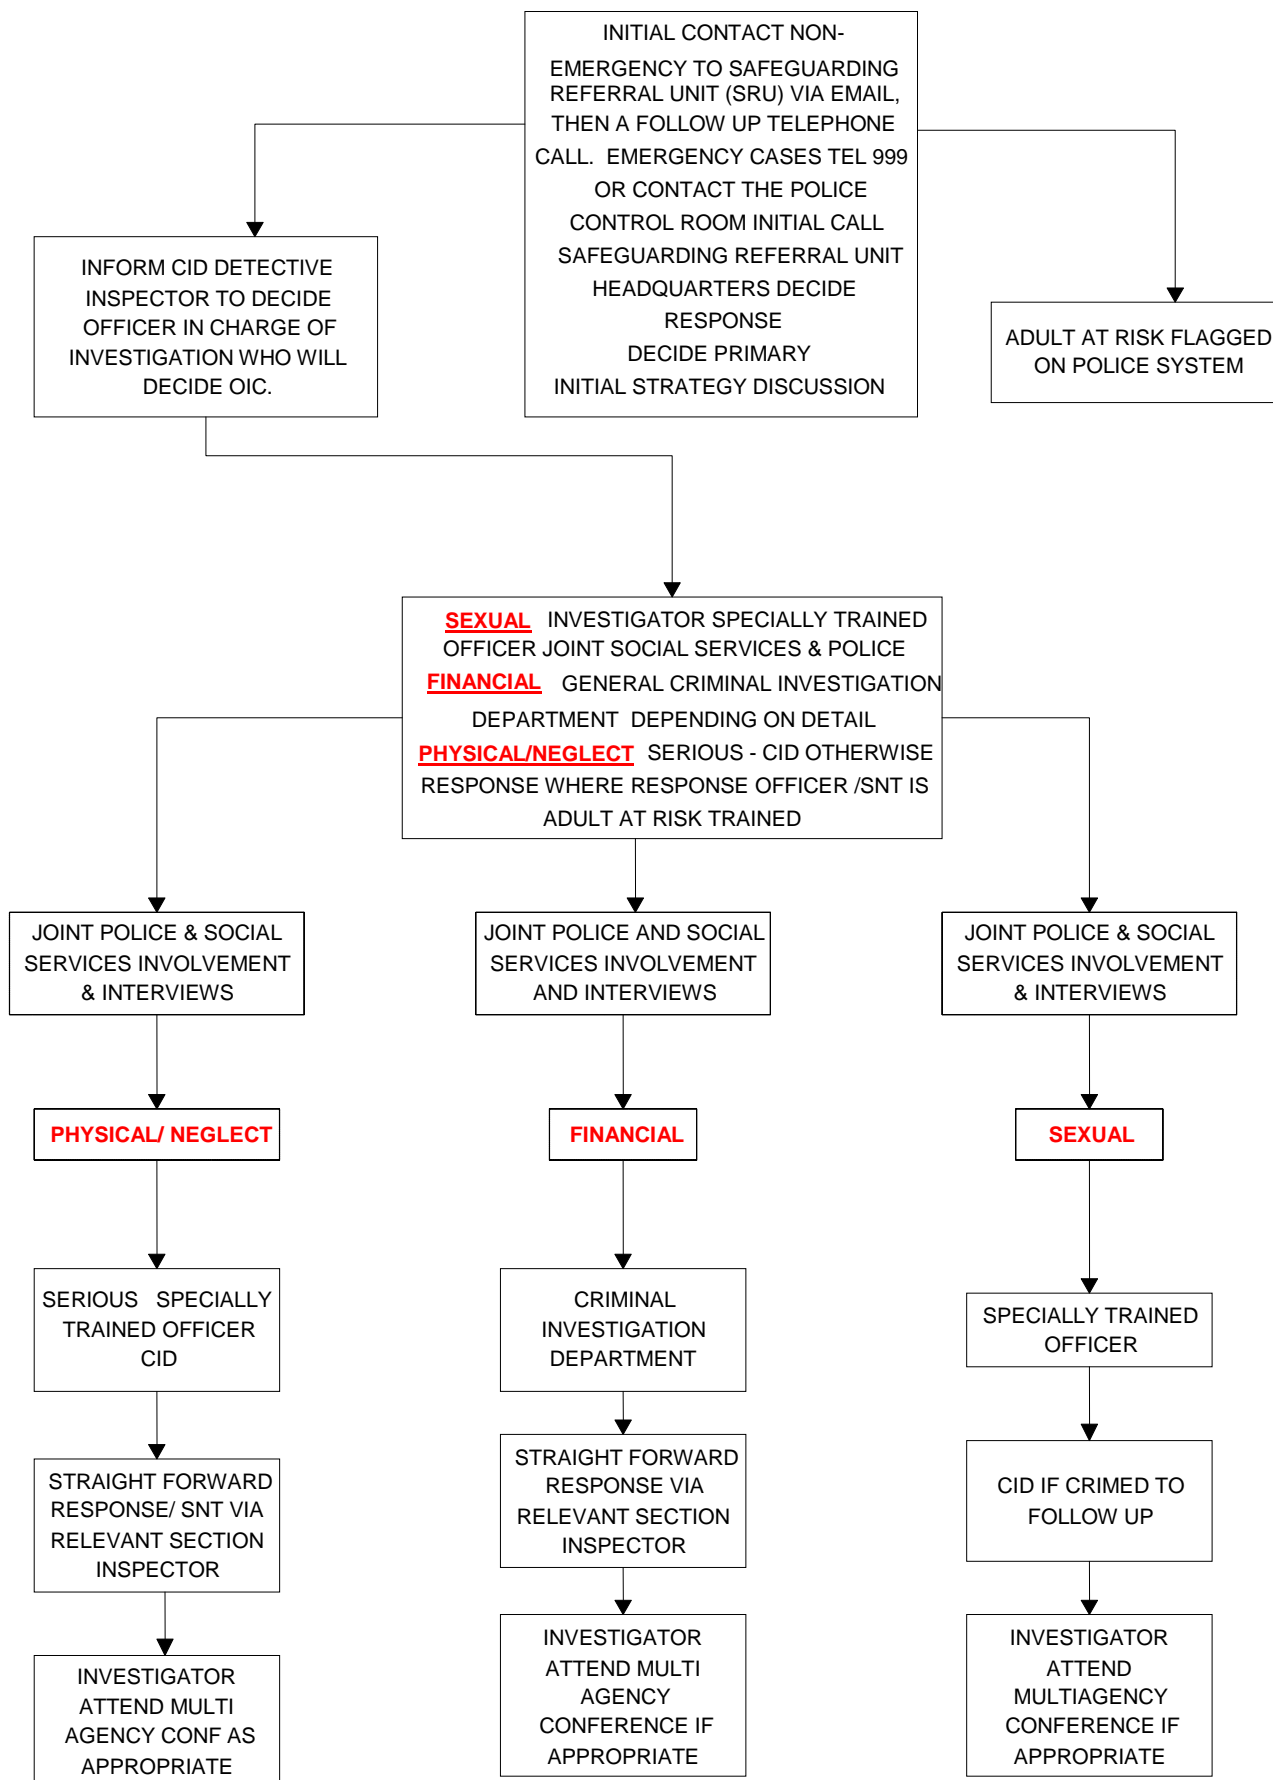 INITIAL CONTACT NON-
EMERGENCY TO SAFEGUARDING
REFERRAL UNIT (SRU) VIA EMAIL,
THEN A FOLLOW UP TELEPHONE
CALL. EMERGENCY CASES TEL 999
OR CONTACT THE POLICE
CONTROL ROOM INITIAL CALL
SAFEGUARDING REFERRAL UNIT
HEADQUARTERS DECIDE
RESPONSE
DECIDE PRIMARY
INITIAL STRATEGY DISCUSSION
INFORM CID DETECTIVE
INSPECTOR TO DECIDE
OFFICER IN CHARGE OF
INVESTIGATION WHO WILL
DECIDE OIC.
ADULT AT RISK FLAGGED
ON POLICE SYSTEM
SEXUAL INVESTIGATOR SPECIALLY TRAINED
OFFICER JOINT SOCIAL SERVICES & POLICE
FINANCIAL GENERAL CRIMINAL INVESTIGATION
DEPARTMENT DEPENDING ON DETAIL
PHYSICAL/NEGLECT SERIOUS - CID OTHERWISE
RESPONSE WHERE RESPONSE OFFICER /SNT IS
ADULT AT RISK TRAINED
JOINT POLICE & SOCIAL
SERVICES INVOLVEMENT
& INTERVIEWS
JOINT POLICE AND SOCIAL
SERVICES INVOLVEMENT
AND INTERVIEWS
JOINT POLICE & SOCIAL
SERVICES INVOLVEMENT
& INTERVIEWS
PHYSICAL/ NEGLECT
FINANCIAL
SEXUAL
SERIOUS SPECIALLY
TRAINED OFFICER
CID
CRIMINAL
INVESTIGATION
DEPARTMENT
SPECIALLY TRAINED
OFFICER
STRAIGHT FORWARD
RESPONSE/ SNT VIA
RELEVANT SECTION
INSPECTOR
STRAIGHT FORWARD
RESPONSE VIA
RELEVANT SECTION
INSPECTOR
CID IF CRIMED TO
FOLLOW UP
INVESTIGATOR
ATTEND MULTI
AGENCY CONF AS
APPROPRIATE
INVESTIGATOR
ATTEND MULTI
AGENCY
CONFERENCE IF
APPROPRIATE
INVESTIGATOR
ATTEND
MULTIAGENCY
CONFERENCE IF
APPROPRIATE